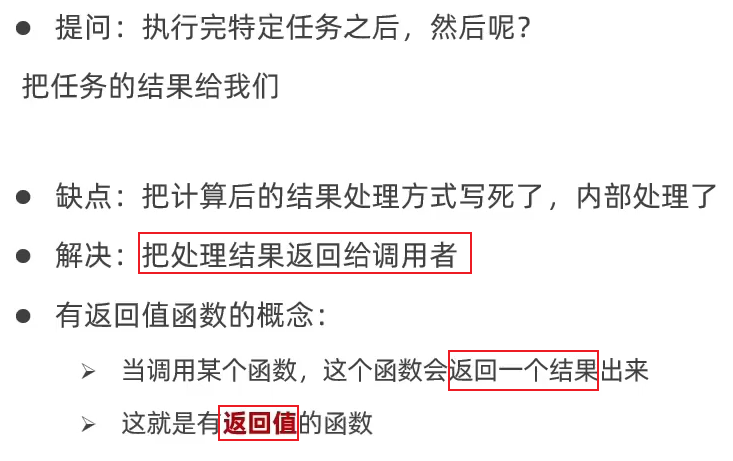 ● 提问：执行完特定任务之后，然后呢？
把任务的结果给我们
● 缺点：把计算后的结果处理方式写死了，内部处理了
● 解决：把处理结果返回给调用者
● 有返回值函数的概念：
➢ 当调用某个函数，这个函数会返回一个结果出来
➢ 这就是有返回值的函数